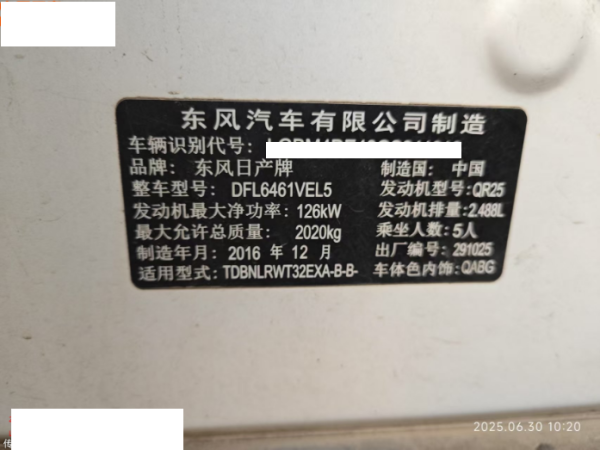 东风汽车有限公司制造
车辆识别代号:
品牌: 东风日产牌 制造国: 中国
整车型号: DFL6461VEL5 发动机型号: QR25
发动机最大净功率: 126kW 发动机排量: 2.488L
最大允许总质量: 2020kg 乘坐人数: 5人
制造年月: 2016 年 12 月 出厂编号: 291025
适用型式: TDBNLRWT32EXA-B-B- 车体色内饰: QABG
2025.06.30 10:20
传